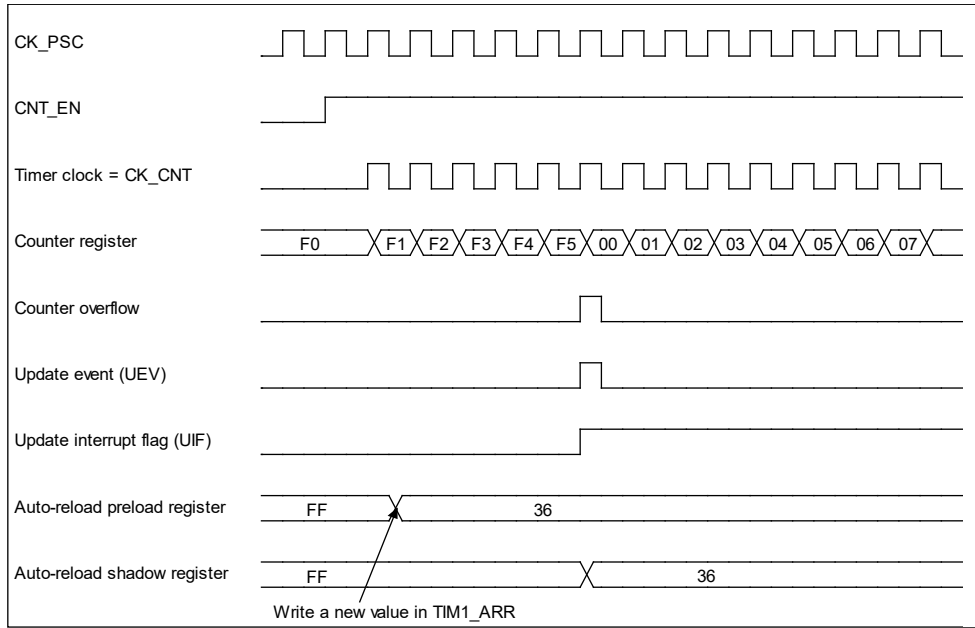 CK_PSC
CNT_EN
Timer clock = CK_CNT
Counter register F0 F1 F2 F3 F4 F5 00 01 02 03 04 05 06 07
Counter overflow
Update event (UEV)
Update interrupt flag (UIF)
Auto-reload preload register FF 36
Auto-reload shadow register FF 36
Write a new value in TIM1_ARR